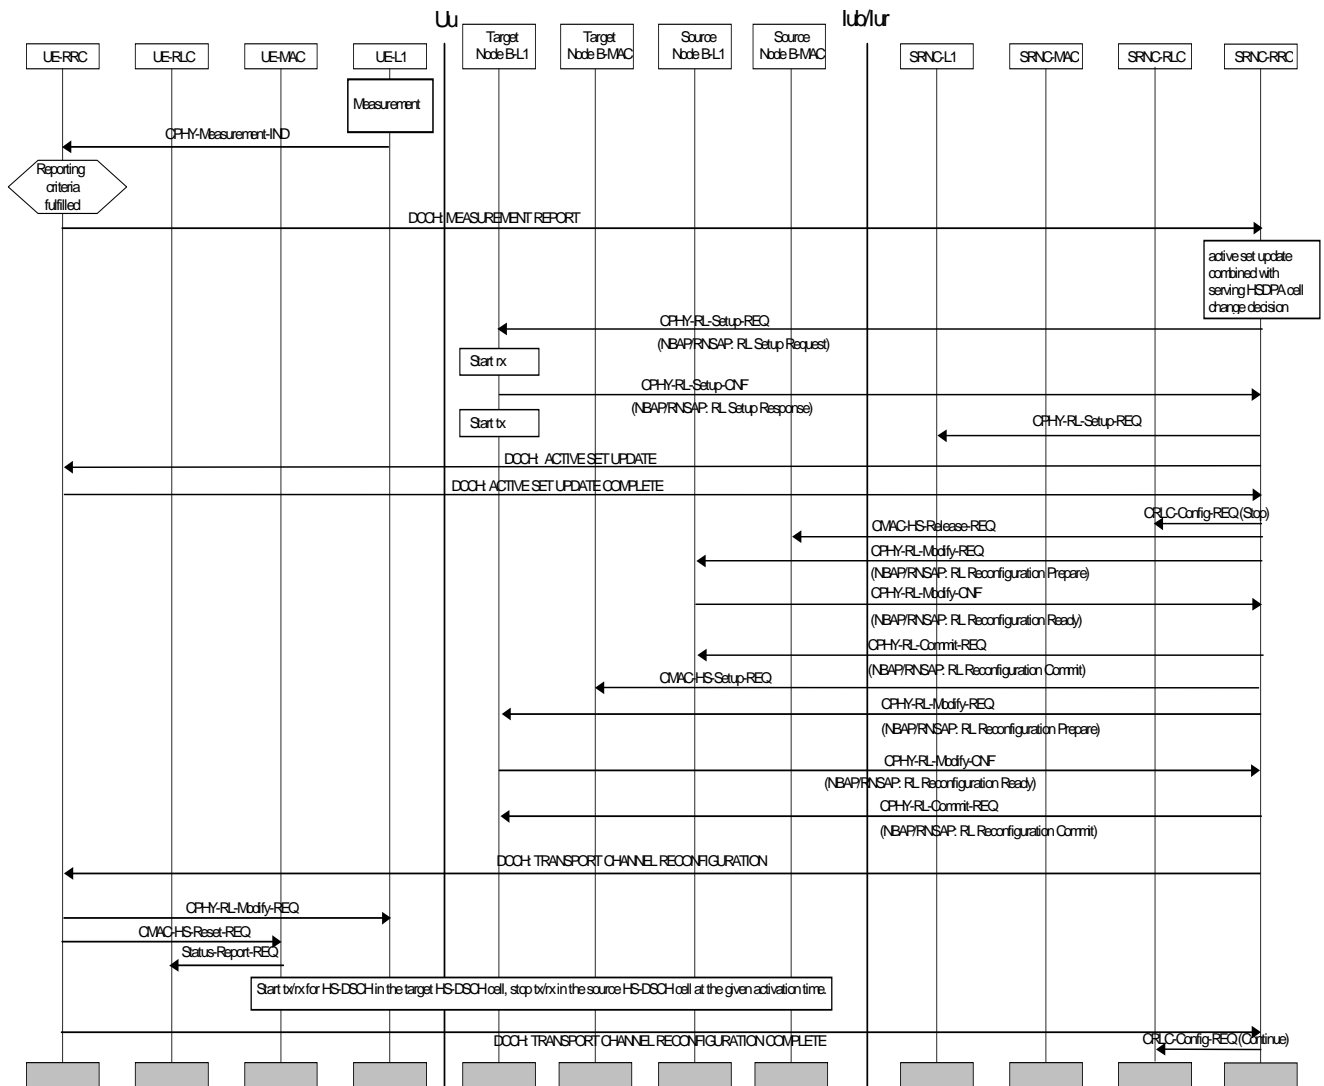 Uu
Iub/Iur
UE-RRC
UE-RLC
UE-MAC
UE-L1
Target
Node B-L1
Target
Node B-MAC
Source
Node B-L1
Source
Node B-MAC
SRNC-L1
SRNC-MAC
SRNC-RLC
SRNC-RRC
Measurement
CPHY-Measurement-IND
Reporting
criteria
fulfilled
DCCH: MEASUREMENT REPORT
active set update
combined with
serving HSDPA cell
change decision
CPHY-RL-Setup-REQ
(NBAP/RNSAP: RL Setup Request)
Start rx
CPHY-RL-Setup-CNF
(NBAP/RNSAP: RL Setup Response)
Start tx
CPHY-RL-Setup-REQ
DCCH: ACTIVE SET UPDATE
DCCH: ACTIVE SET UPDATE COMPLETE
CRLC-Config-REQ (Stop)
CMAC-HS-Release-REQ
CPHY-RL-Modify-REQ
(NBAP/RNSAP: RL Reconfiguration Prepare)
CPHY-RL-Modify-CNF
(NBAP/RNSAP: RL Reconfiguration Ready)
CPHY-RL-Commit-REQ
(NBAP/RNSAP: RL Reconfiguration Commit)
CMAC-HS-Setup-REQ
CPHY-RL-Modify-REQ
(NBAP/RNSAP: RL Reconfiguration Prepare)
CPHY-RL-Modify-CNF
(NBAP/RNSAP: RL Reconfiguration Ready)
CPHY-RL-Commit-REQ
(NBAP/RNSAP: RL Reconfiguration Commit)
DCCH: TRANSPORT CHANNEL RECONFIGURATION
CPHY-RL-Modify-REQ
CMAC-HS-Reset-REQ
Status-Report-REQ
Start tx/rx for HS-DSCH in the target HS-DSCH cell, stop tx/rx in the source HS-DSCH cell at the given activation time.
DCCH: TRANSPORT CHANNEL RECONFIGURATION COMPLETE
CRLC-Config-REQ (Continue)